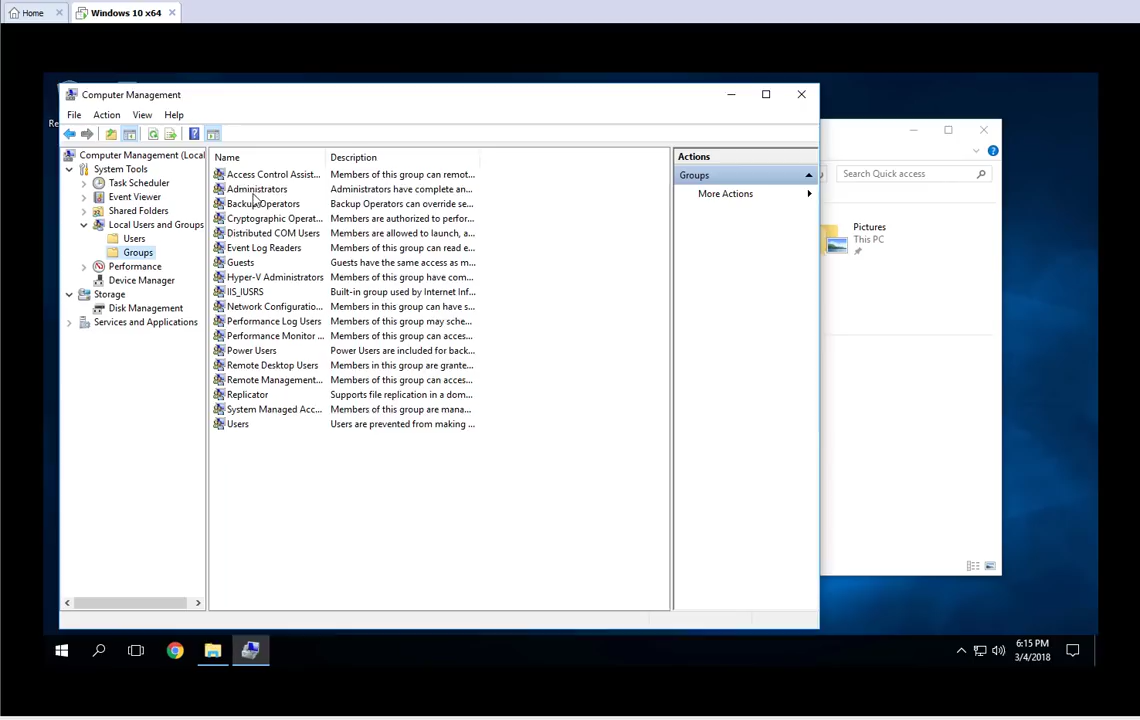 Home
Windows 10 x64
Computer Management
File Action View Help
Computer Management (Local
System Tools
Task Scheduler
Event Viewer
Shared Folders
Local Users and Groups
Users
Groups
Performance
Device Manager
Storage
Disk Management
Services and Applications
Name Description
Access Control Assist... Members of this group can remot...
Administrators Administrators have complete an...
Backup Operators Backup Operators can override se...
Cryptographic Operat... Members are authorized to perfor...
Distributed COM Users Members are allowed to launch, a...
Event Log Readers Members of this group can read e...
Guests Guests have the same access as m...
Hyper-V Administrators Members of this group have com...
IIS_IUSRS Built-in group used by Internet Inf...
Network Configuratio... Members in this group can have s...
Performance Log Users Members of this group may sche...
Performance Monitor ... Members of this group can acces...
Power Users Power Users are included for back...
Remote Desktop Users Members in this group are grante...
Remote Management... Members of this group can acces...
Replicator Supports file replication in a dom...
System Managed Acc... Members of this group are mana...
Users Users are prevented from making ...
Actions
Groups
More Actions
Search Quick access
Pictures
This PC
Re
6:15 PM
3/4/2018